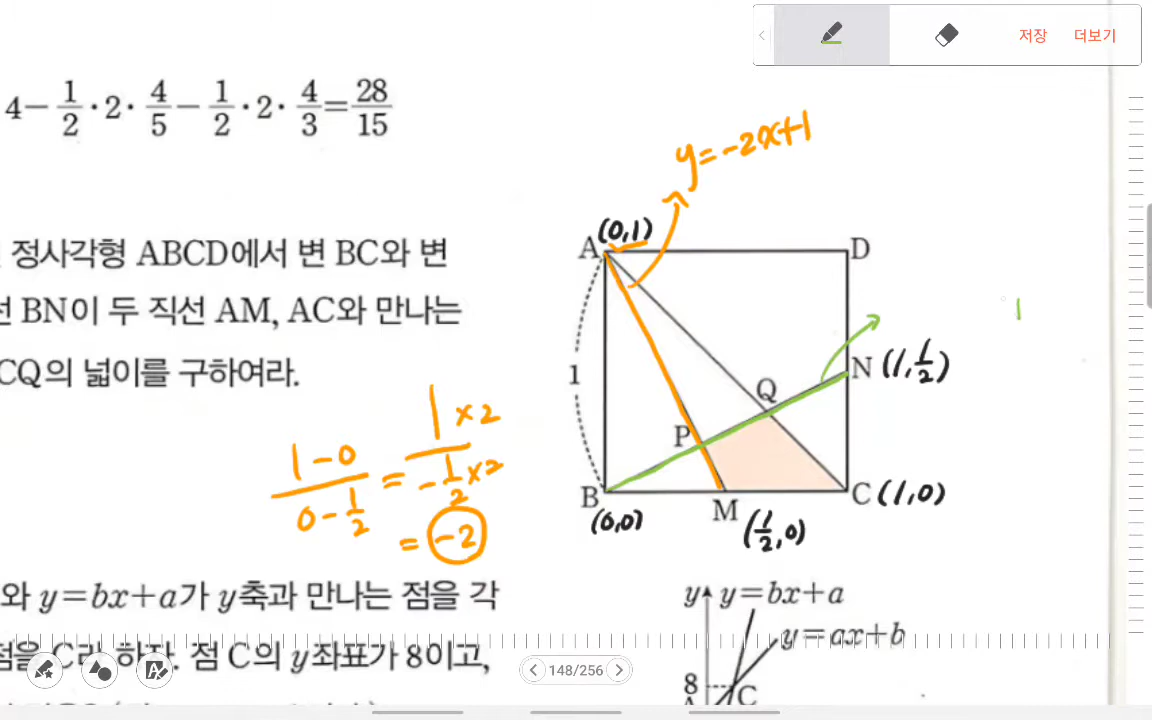 저장 더보기
4-1/2·2·4/5-1/2·2·4/3=28/15
y=-2x+1
A (0,1) D
정사각형 ABCD에서 변 BC와 변
BN이 두 직선 AM, AC와 만나는
CQ의 넓이를 구하여라.
1
1
N (1,1/2)
Q
P
(1-0)/(0-1/2) = (1×2)/(-1/2×2)
= -2
B (0,0)
M (1/2,0)
C (1,0)
와 y=bx+a가 y축과 만나는 점을 각
C라 하자. 점 C의 y좌표가 8이고,
y y=bx+a
y=ax+b
8
C
148/256